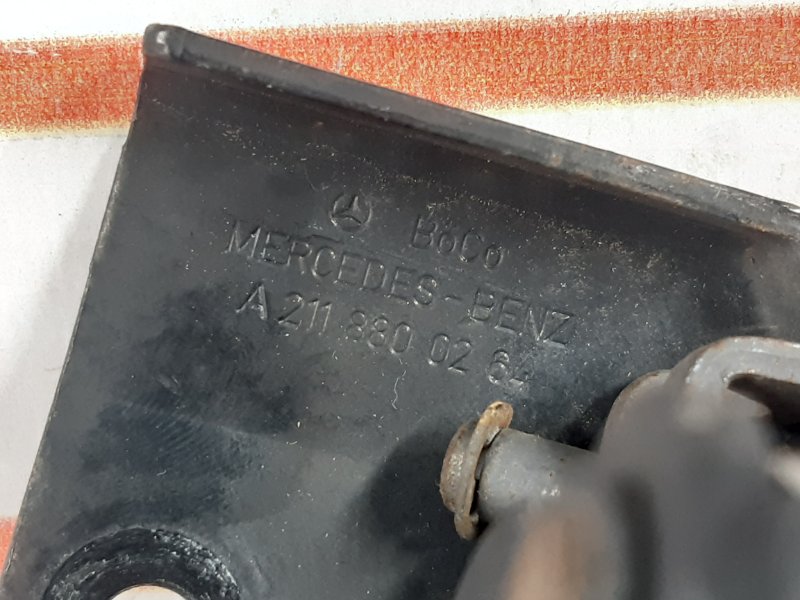 BoCo
MERCEDES-BENZ
A 211 880 02 64